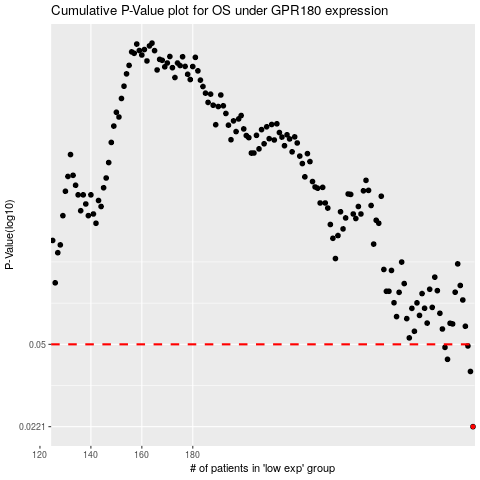 Cumulative P-Value plot for OS under GPR180 expression
P-Value(log10)
0.05
0.0221
120 140 160 180
# of patients in 'low exp' group